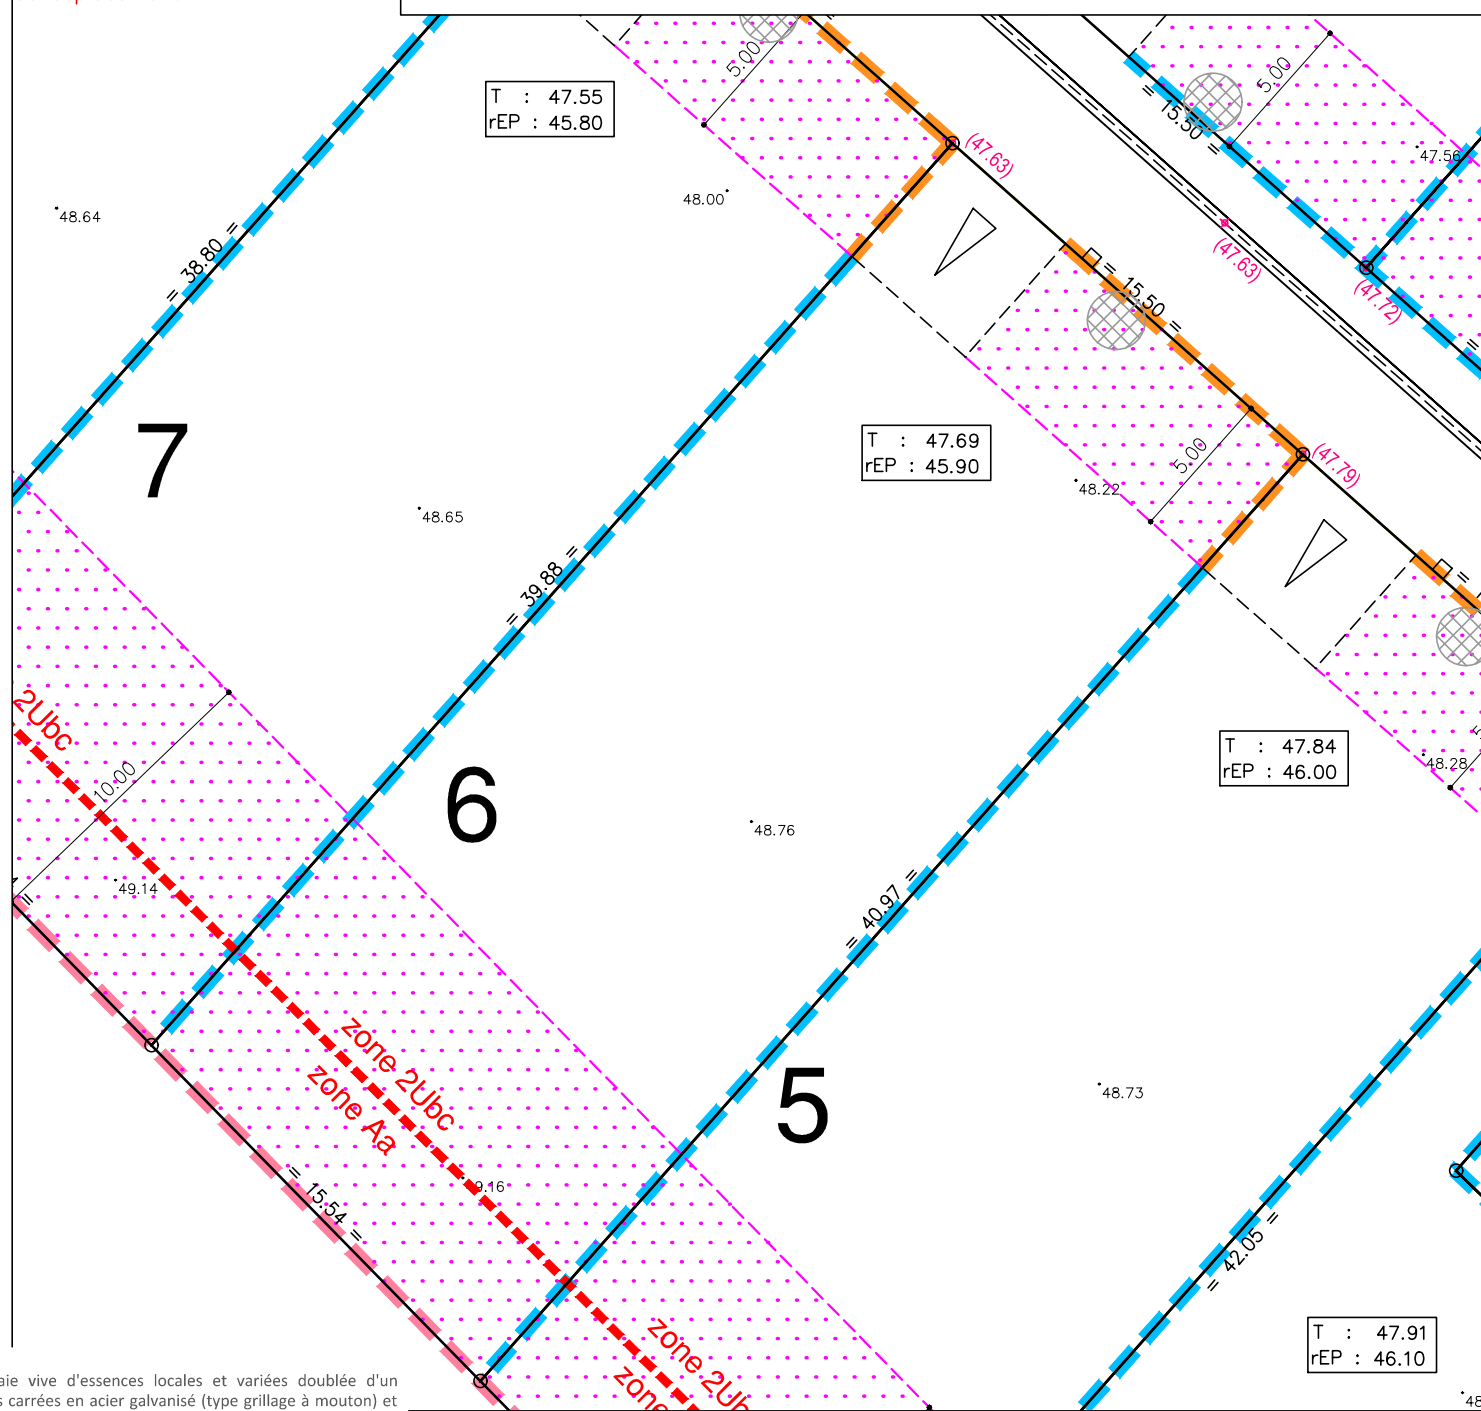 T : 47.55
rEP : 45.80
5.00
5.00
= 15.50 =
47.56
(47.63)
48.00
48.64
= 38.80 =
(47.63)
(47.72)
= 15.50 =
=
7
T : 47.69
rEP : 45.90
5.00
(47.79)
48.22
48.65
= 39.88 =
=
2Ubc
10.00
T : 47.84
rEP : 46.00
48.28
6
48.76
49.14
=
= 40.97 =
zone 2Ubc
zone Aa
5
48.73
9.16
= 15.54 =
= 42.05 =
T : 47.91
rEP : 46.10
zone 2Ub
zone
48
aie vive d'essences locales et variées doublée d'un
s carrées en acier galvanisé (type grillage à mouton) et